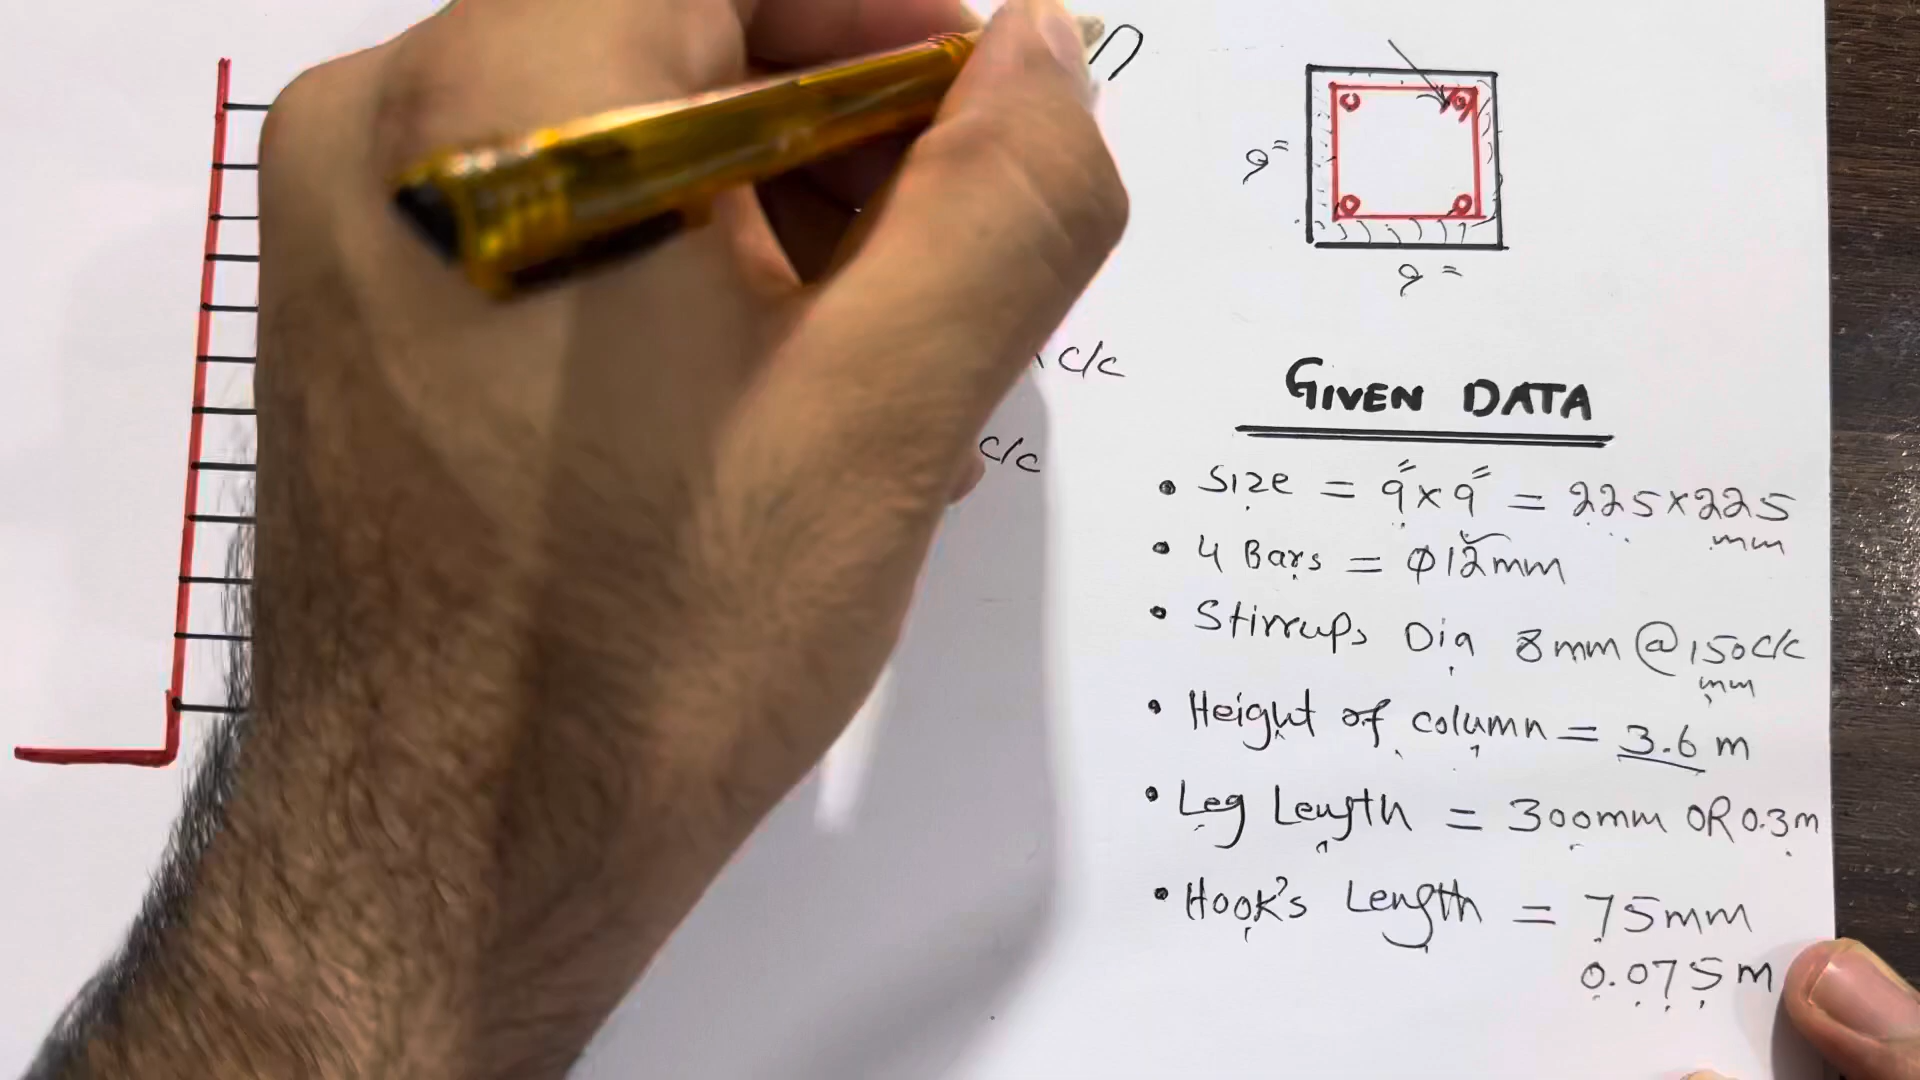 9"
9"
c/c
c/c
GIVEN DATA
• Size = 9" x 9" = 225x225
mm
• 4 Bars = φ12mm
• Stirrups Dia 8mm @150c/c
mm
• Height of column = 3.6 m
• Leg Length = 300mm OR 0.3m
• Hook's Length = 75mm
0.075m